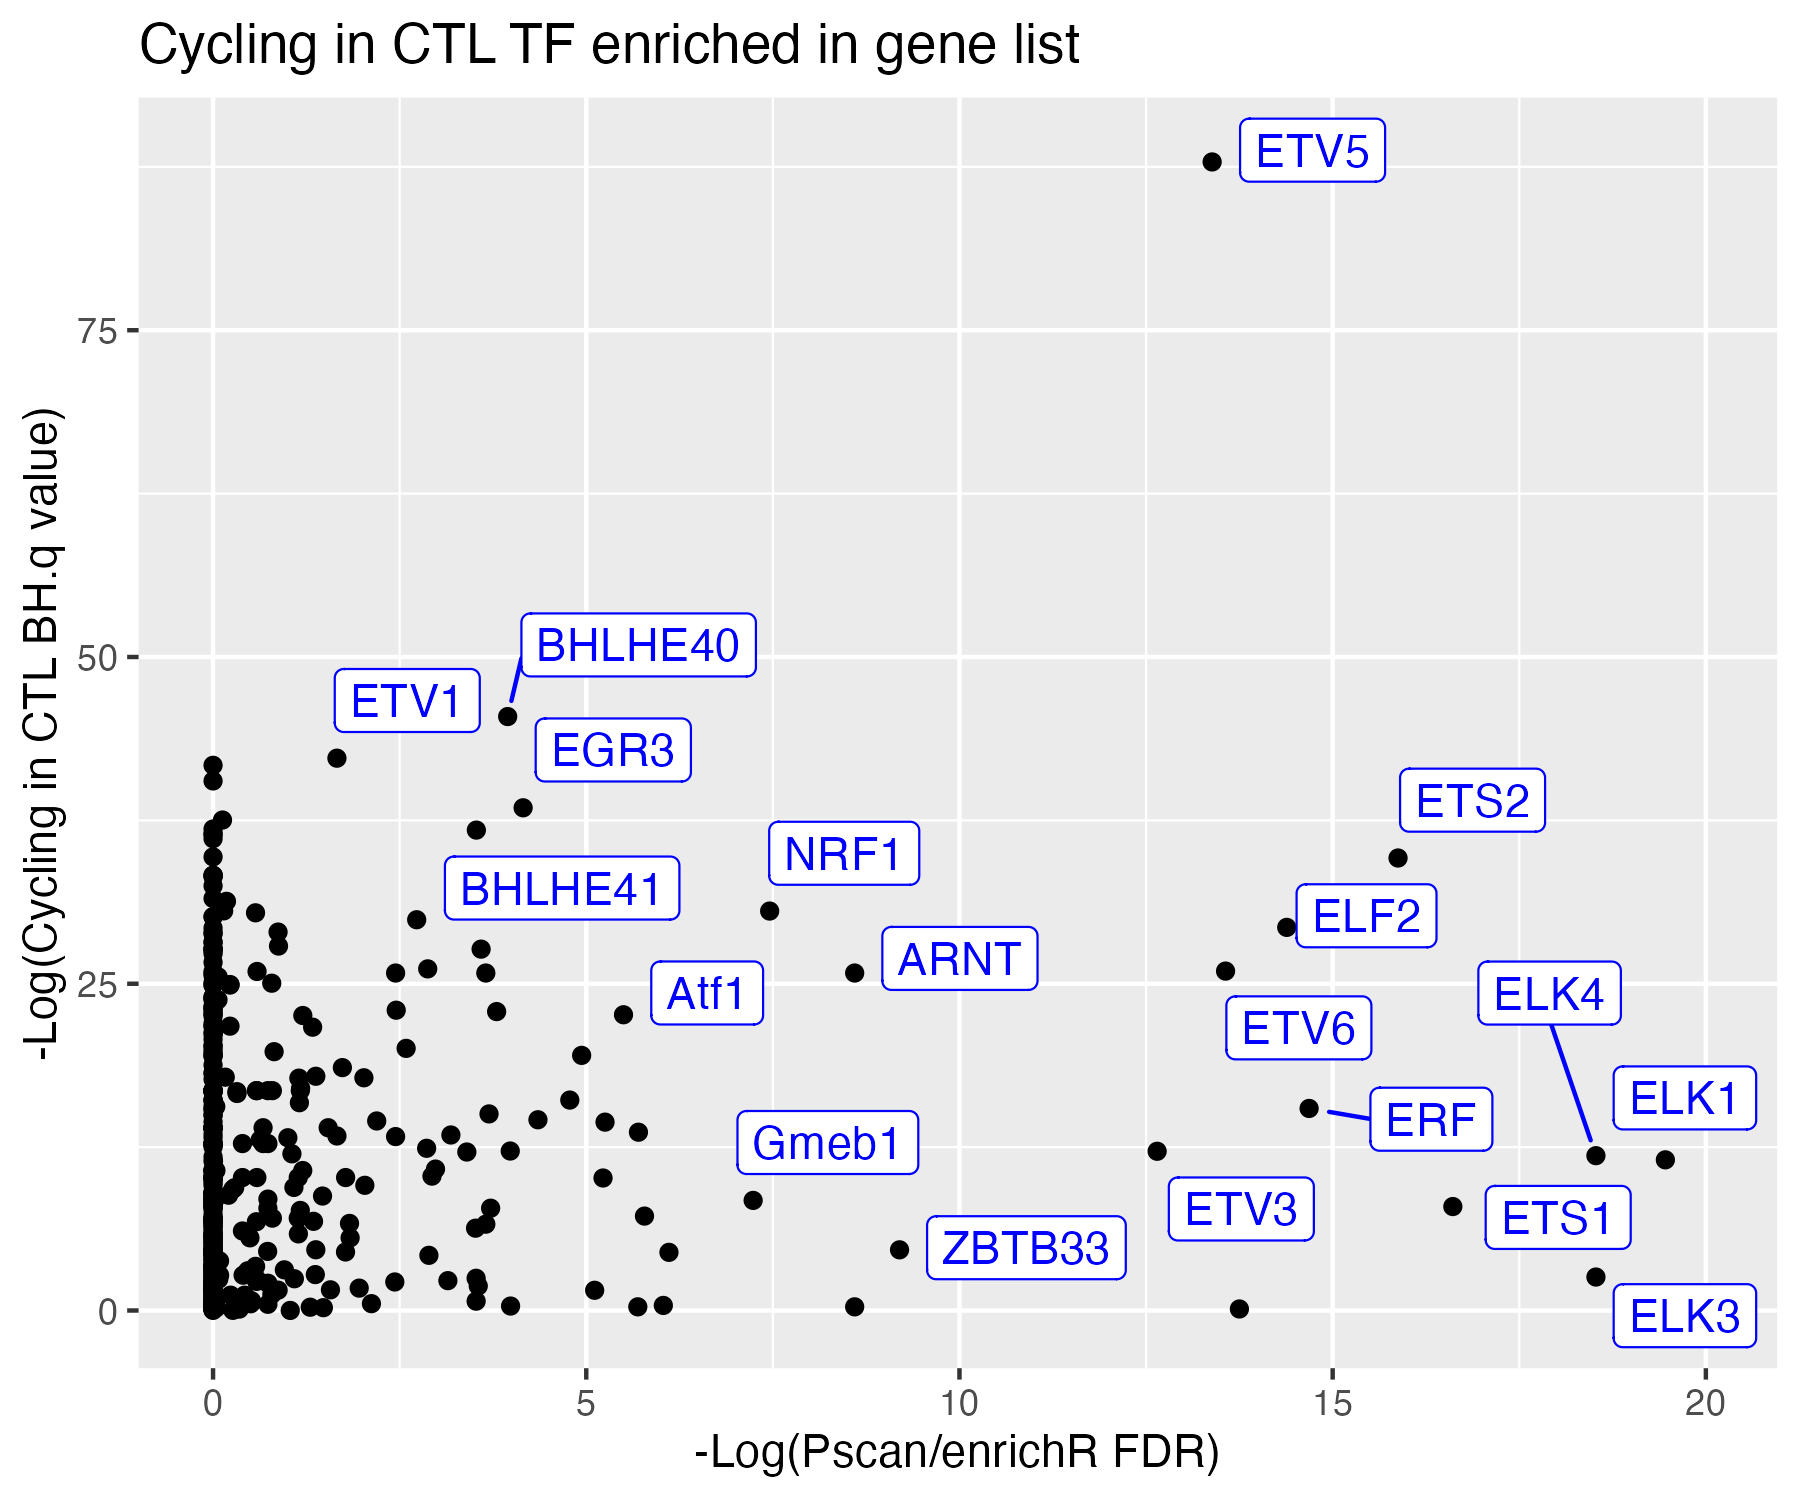 Cycling in CTL TF enriched in gene list
-Log(Cycling in CTL BH.q value)
75
50
25
0
ETV5
BHLHE40
ETV1
EGR3
ETS2
NRF1
BHLHE41
ELF2
ARNT
Atf1
ELK4
ETV6
ELK1
ERF
Gmeb1
ETV3
ETS1
ZBTB33
ELK3
0
5
10
15
20
-Log(Pscan/enrichR FDR)